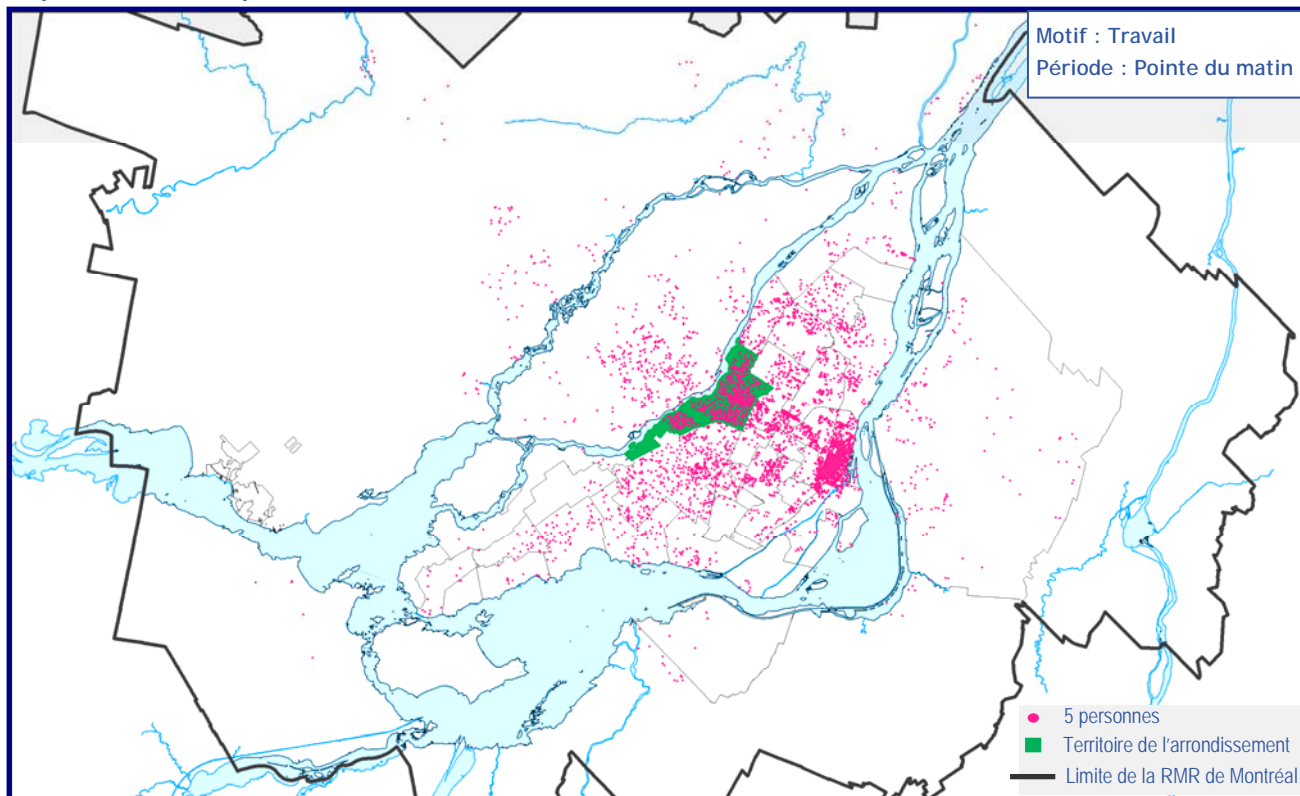 Motif : Travail
Période : Pointe du matin
5 personnes
Territoire de l'arrondissement
Limite de la RMR de Montréal